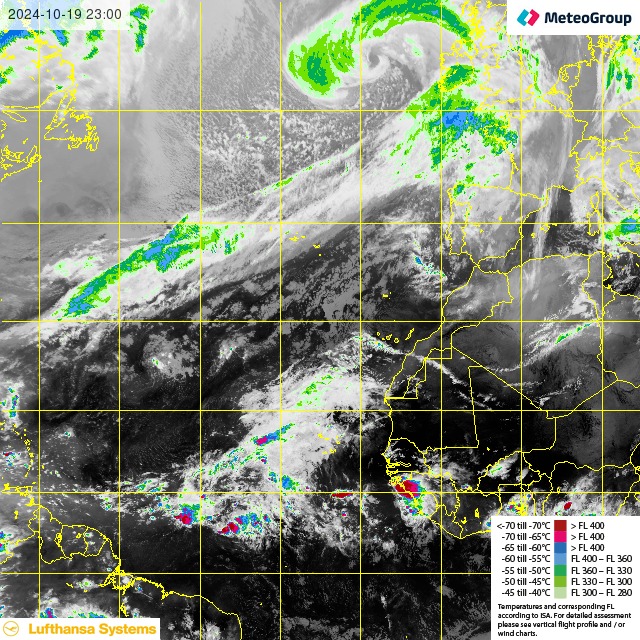 2024-10-19 23:00
MeteoGroup
<-70 till -70°C > FL 400
-70 till -65°C > FL 400
-65 till -60°C > FL 400
-60 till -55°C FL 400 – FL 360
-55 till -50°C FL 360 – FL 330
-50 till -45°C FL 330 – FL 300
-45 till -40°C FL 300 – FL 280
Temperatures and corresponding FL
according to ISA. For detailed assessment
please see vertical flight profile and / or
wind charts.
Lufthansa Systems